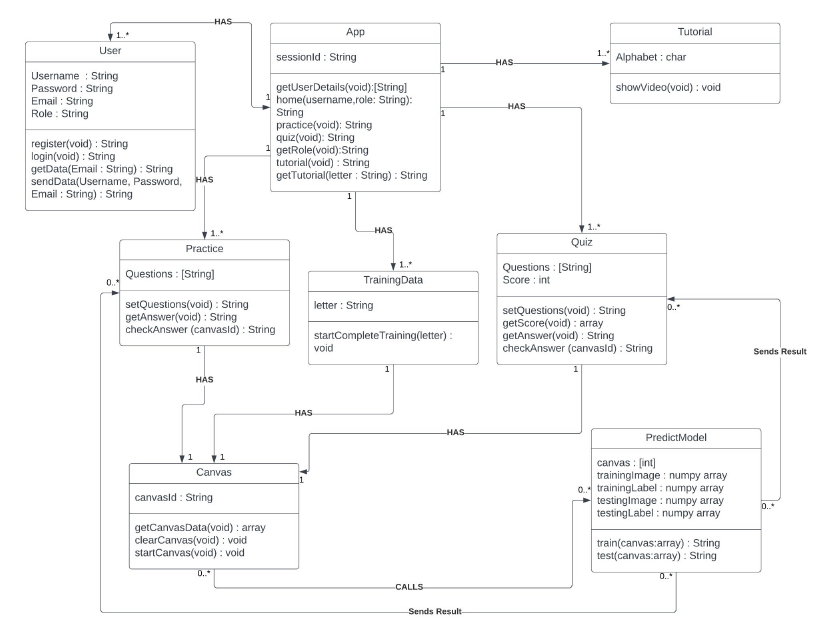 HAS
1..*
User
Username : String
Password : String
Email : String
Role : String
register(void) : String
login(void) : String
getData(Email : String) : String
sendData(Username, Password,
Email : String) : String
App
sessionId : String
getUserDetails(void):[String]
home(username,role: String):
String
practice(void): String
quiz(void): String
getRole(void):String
tutorial(void) : String
getTutorial(letter : String) : String
1
1
1
1
1
HAS
1..*
Tutorial
Alphabet : char
showVideo(void) : void
HAS
HAS
HAS
1..*
1..*
1..*
Practice
Questions : [String]
setQuestions(void) : String
getAnswer(void) : String
checkAnswer (canvasId) : String
0..*
1
TrainingData
letter : String
startCompleteTraining(letter) :
void
1
Quiz
Questions : [String]
Score : int
setQuestions(void) : String
getScore(void) : array
getAnswer(void) : String
checkAnswer (canvasId) : String
0..*
1
Sends Result
HAS
HAS
HAS
1
1
1
Canvas
canvasId : String
getCanvasData(void) : array
clearCanvas(void) : void
startCanvas(void) : void
0..*
PredictModel
canvas : [int]
trainingImage : numpy array
trainingLabel : numpy array
testingImage : numpy array
testingLabel : numpy array
train(canvas:array) : String
test(canvas:array) : String
0..*
0..*
0..*
CALLS
Sends Result